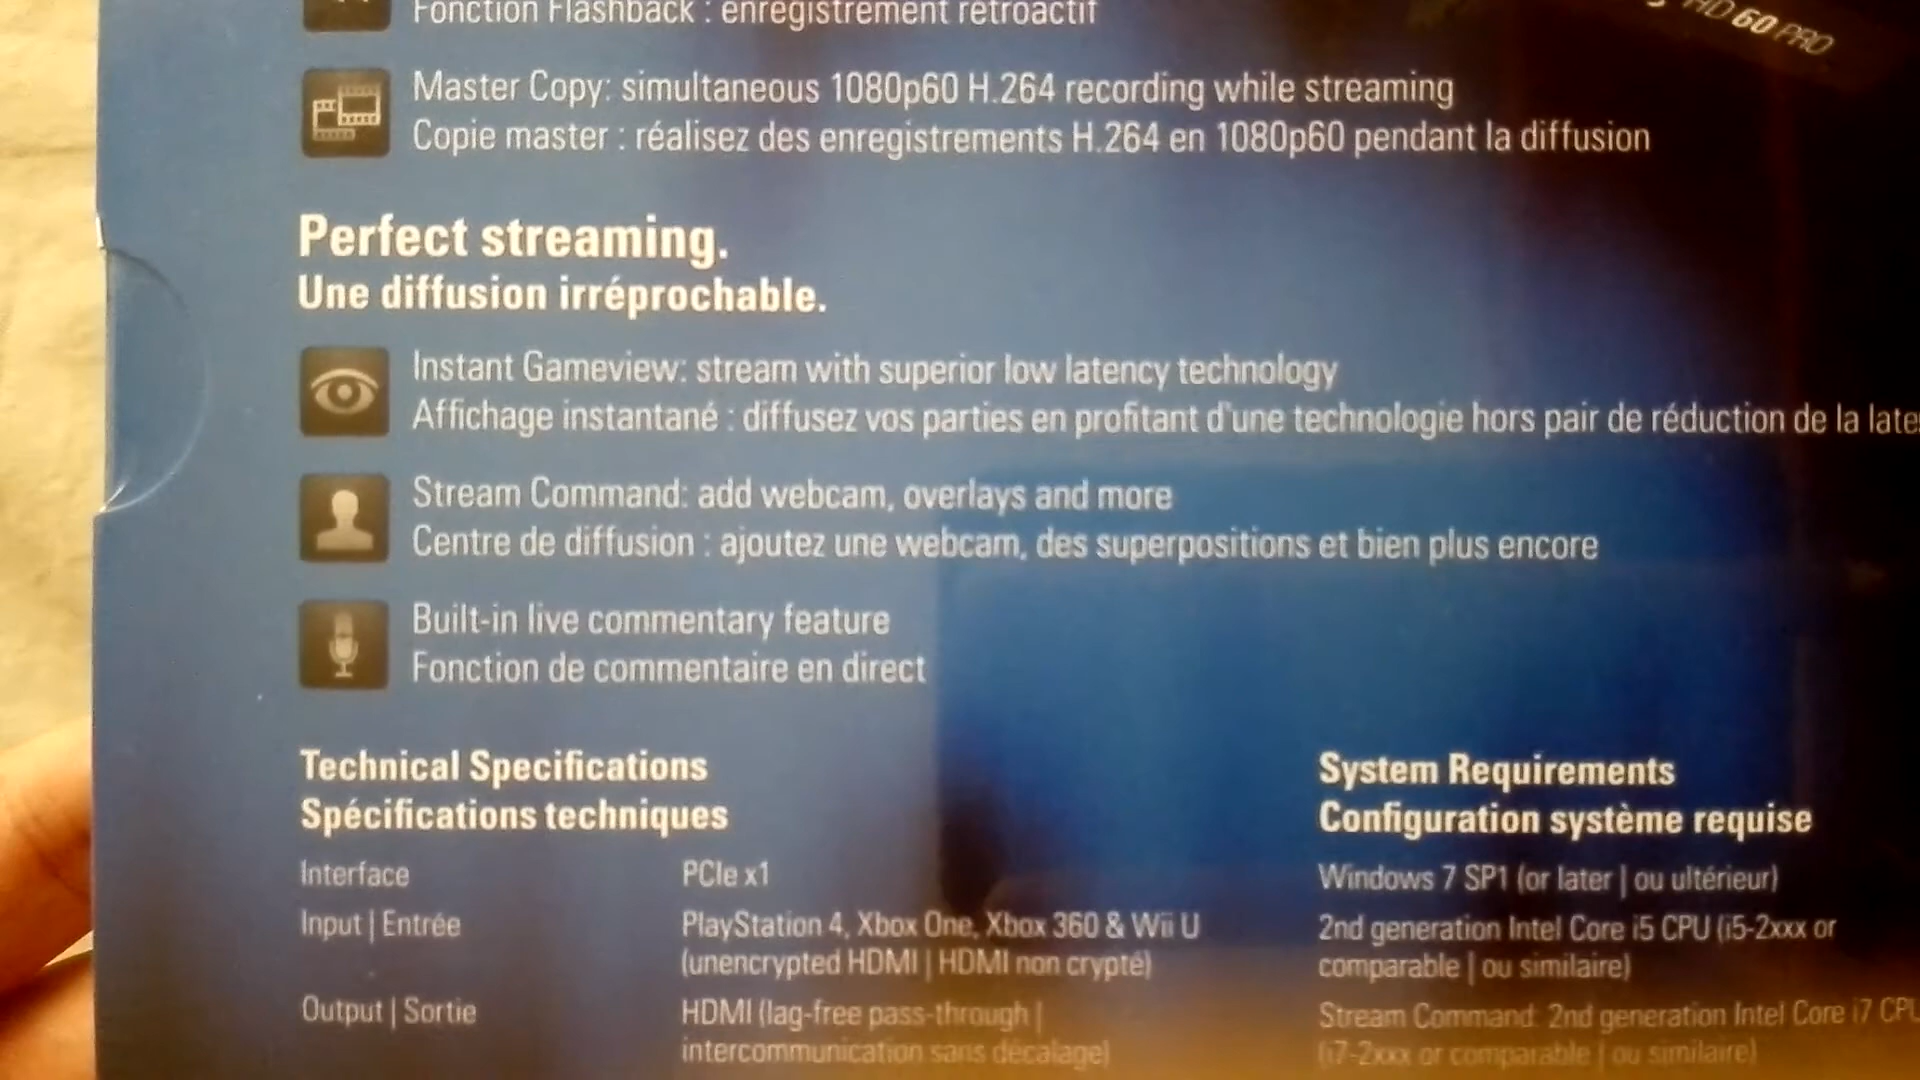 Fonction Flashback : enregistrement rétroactif
HD60 PRO
Master Copy: simultaneous 1080p60 H.264 recording while streaming
Copie master : réalisez des enregistrements H.264 en 1080p60 pendant la diffusion
Perfect streaming.
Une diffusion irréprochable.
Instant Gameview: stream with superior low latency technology
Affichage instantané : diffusez vos parties en profitant d'une technologie hors pair de réduction de la
Stream Command: add webcam, overlays and more
Centre de diffusion : ajoutez une webcam, des superpositions et bien plus encore
Built-in live commentary feature
Fonction de commentaire en direct
Technical Specifications
Spécifications techniques
Interface
PCIe x1
Input | Entrée
PlayStation 4, Xbox One, Xbox 360 & Wii U
(unencrypted HDMI | HDMI non crypté)
Output | Sortie
HDMI (lag-free pass-through |
intercommunication sans décalage)
System Requirements
Configuration système requise
Windows 7 SP1 (or later | ou ultérieur)
2nd generation Intel Core i5 CPU (i5-2xxx or
comparable | ou similaire)
Stream Command: 2nd generation Intel Core i7 CPU
(i7-2xxx or comparable | ou similaire)